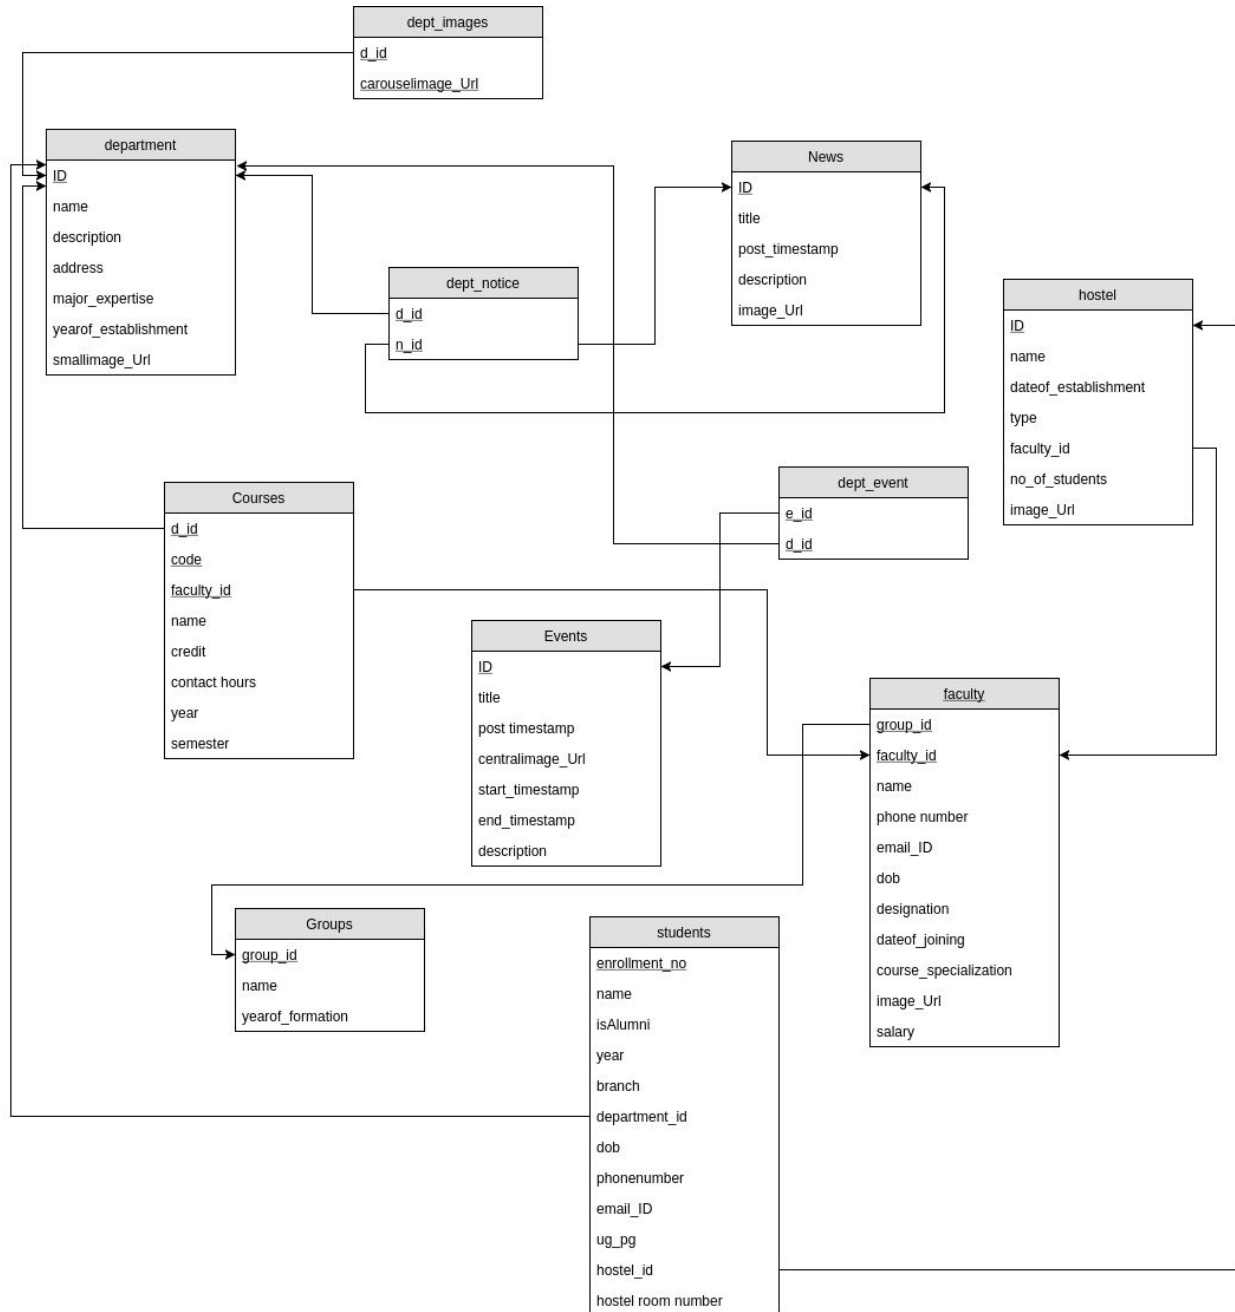 dept_images
d_id
carouselimage_Url
department
ID
name
description
address
major_expertise
yearof_establishment
smallimage_Url
News
ID
title
post_timestamp
description
image_Url
dept_notice
d_id
n_id
hostel
ID
name
dateof_establishment
type
faculty_id
no_of_students
image_Url
dept_event
e_id
d_id
Courses
d_id
code
faculty_id
name
credit
contact hours
year
semester
Events
ID
title
post timestamp
centralimage_Url
start_timestamp
end_timestamp
description
faculty
group_id
faculty_id
name
phone number
email_ID
dob
designation
dateof_joining
course_specialization
image_Url
salary
Groups
group_id
name
yearof_formation
students
enrollment_no
name
isAlumni
year
branch
department_id
dob
phonenumber
email_ID
ug_pg
hostel_id
hostel room number